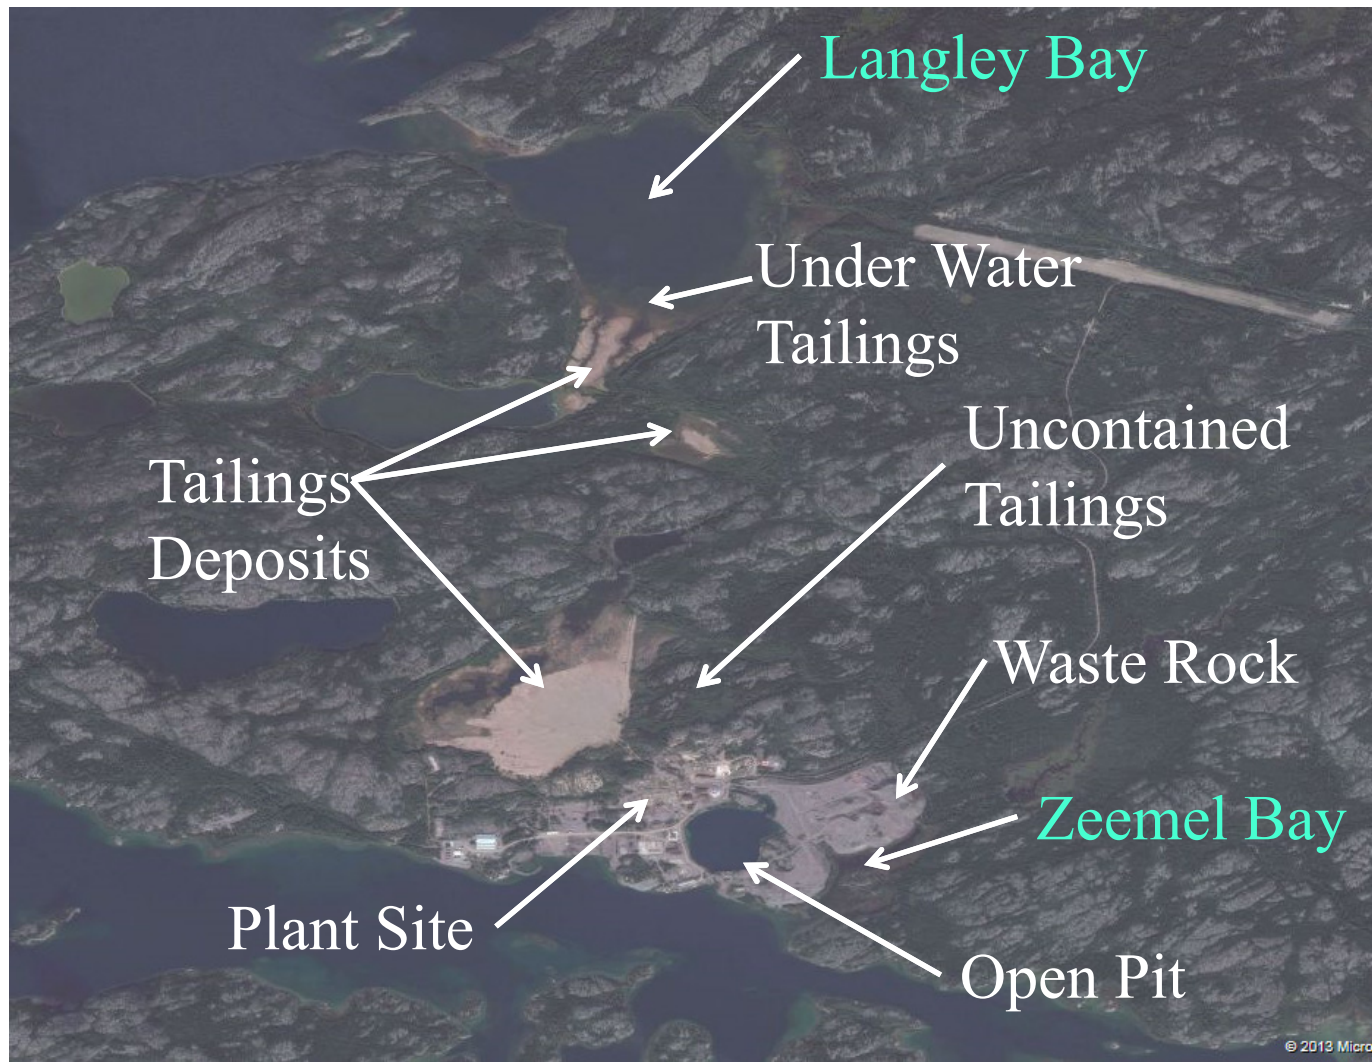 Langley Bay
Under Water
Tailings
Uncontained
Tailings
Tailings
Deposits
Waste Rock
Zeemel Bay
Plant Site
Open Pit
© 2013 Micro